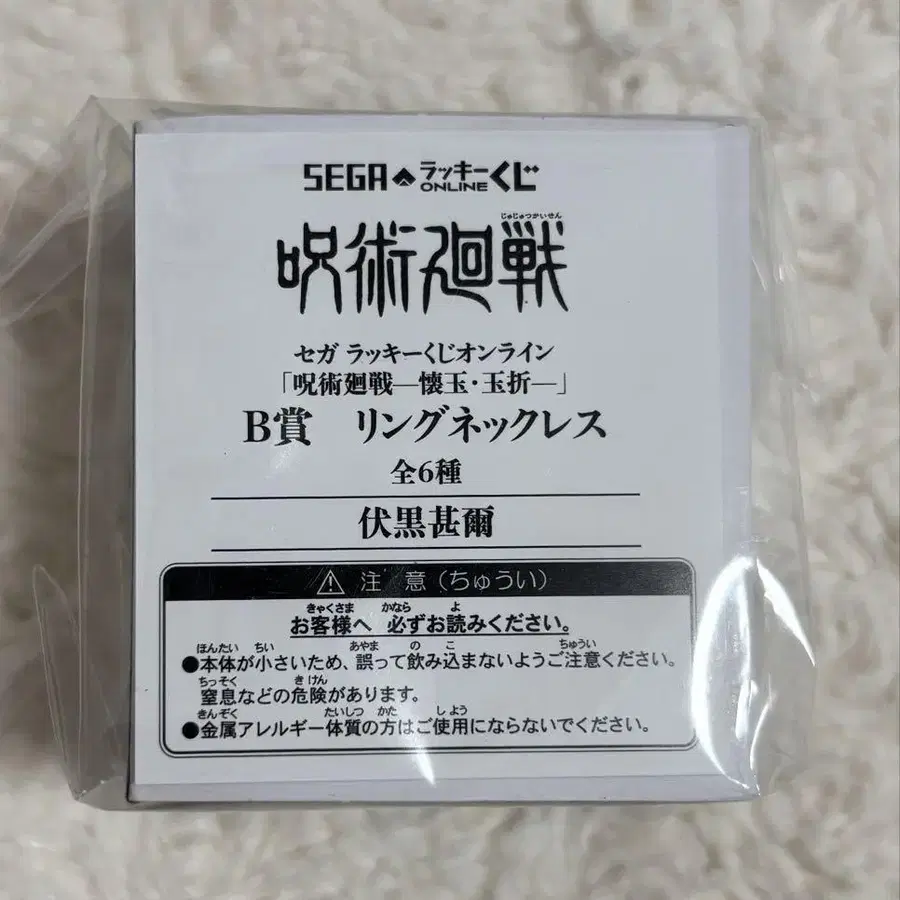 SEGA ラッキーくじ
ONLINE
じゅじゅつかいせん
呪術廻戦
セガ ラッキーくじオンライン
「呪術廻戦―懐玉・玉折―」
B賞 リングネックレス
全6種
伏黒甚爾
⚠ 注 意（ちゅうい）
きゃくさま かなら よ
お客様へ 必ずお読みください。
ほんたい ちい あやま の こ ちゅうい
●本体が小さいため、誤って飲み込まないようご注意ください。
ちっそく きけん
窒息などの危険があります。
きんぞく たいしつ かた しよう
●金属アレルギー体質の方はご使用にならないでください。